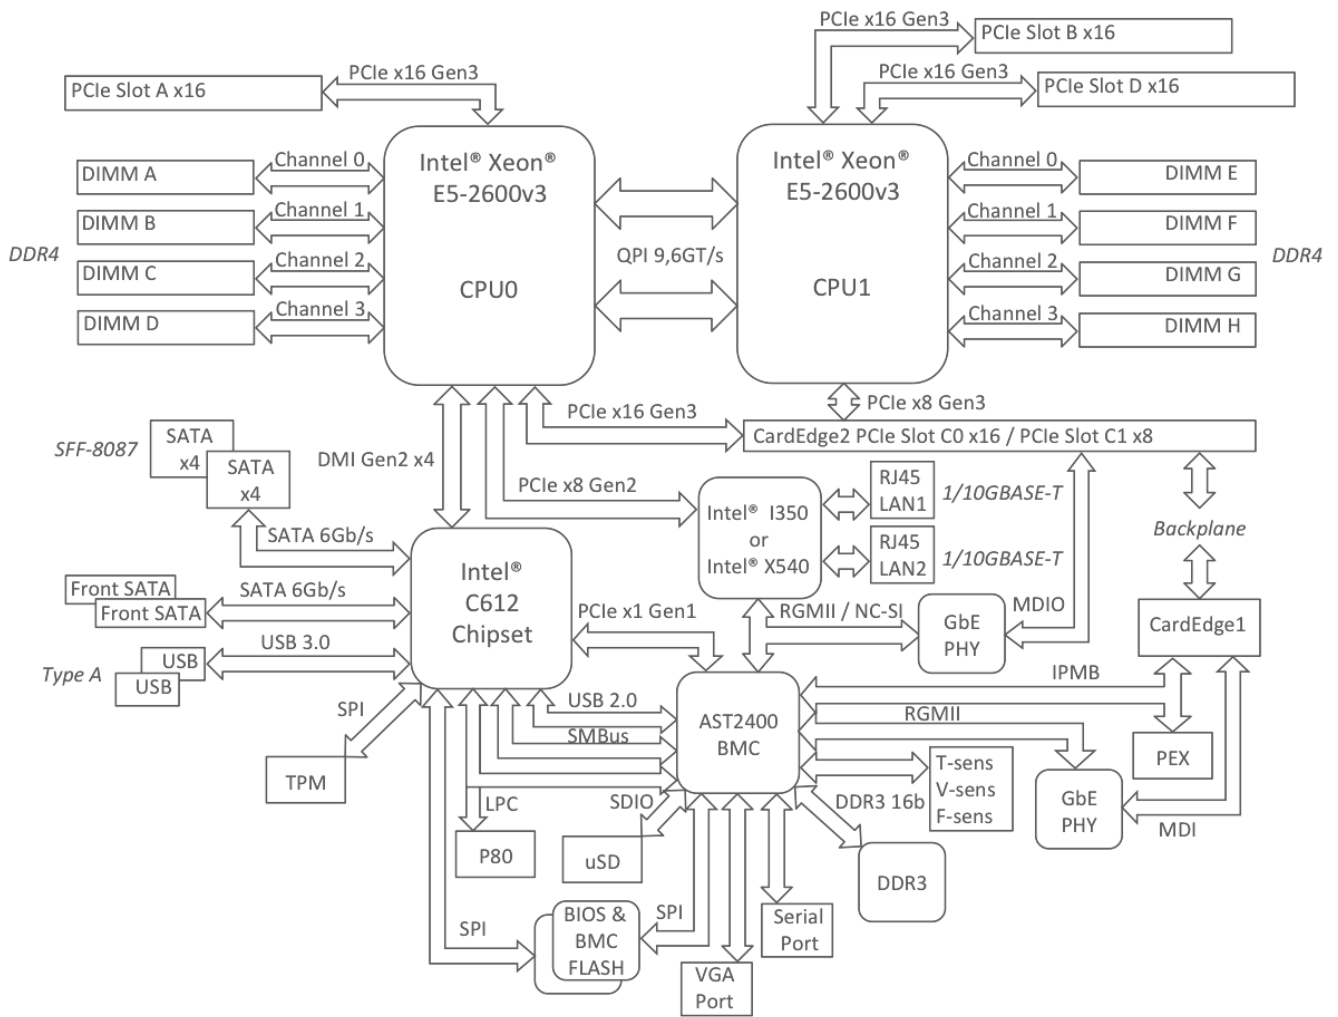 PCIe x16 Gen3
PCIe Slot B x16
PCIe x16 Gen3
PCIe Slot A x16
PCIe x16 Gen3
PCIe Slot D x16
Intel® Xeon®
E5-2600v3
CPU0
Intel® Xeon®
E5-2600v3
CPU1
DIMM A
Channel 0
DIMM B
Channel 1
DDR4
DIMM C
Channel 2
DIMM D
Channel 3
QPI 9,6GT/s
Channel 0
DIMM E
Channel 1
DIMM F
DDR4
Channel 2
DIMM G
Channel 3
DIMM H
PCIe x16 Gen3
PCIe x8 Gen3
CardEdge2 PCIe Slot C0 x16 / PCIe Slot C1 x8
SFF-8087
SATA
x4
SATA
x4
DMI Gen2 x4
PCIe x8 Gen2
Intel® I350
or
Intel® X540
RJ45
LAN1
1/10GBASE-T
RJ45
LAN2
1/10GBASE-T
Backplane
SATA 6Gb/s
Front SATA
Front SATA
SATA 6Gb/s
Intel®
C612
Chipset
PCIe x1 Gen1
RGMII / NC-SI
GbE
PHY
MDIO
CardEdge1
USB 3.0
Type A
USB
USB
IPMB
SPI
TPM
USB 2.0
SMBus
AST2400
BMC
RGMII
PEX
T-sens
V-sens
F-sens
GbE
PHY
MDI
LPC
P80
SDIO
uSD
DDR3 16b
DDR3
SPI
BIOS &
BMC
FLASH
SPI
Serial
Port
VGA
Port